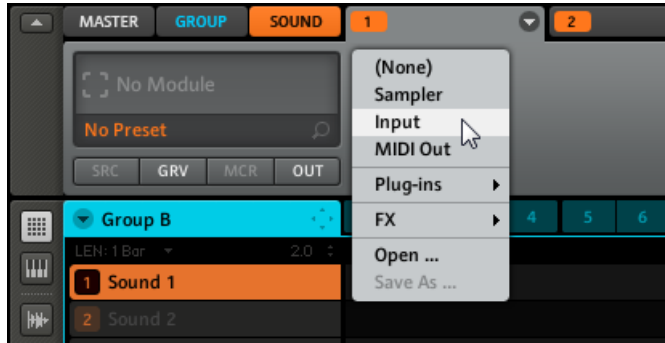 MASTER GROUP SOUND 1 2
No Module
No Preset
SRC GRV MCR OUT
(None)
Sampler
Input
MIDI Out
Plug-ins
FX
Open ...
Save As ...
Group B 4 5 6
LEN: 1 Bar 2.0
1 Sound 1
2 Sound 2